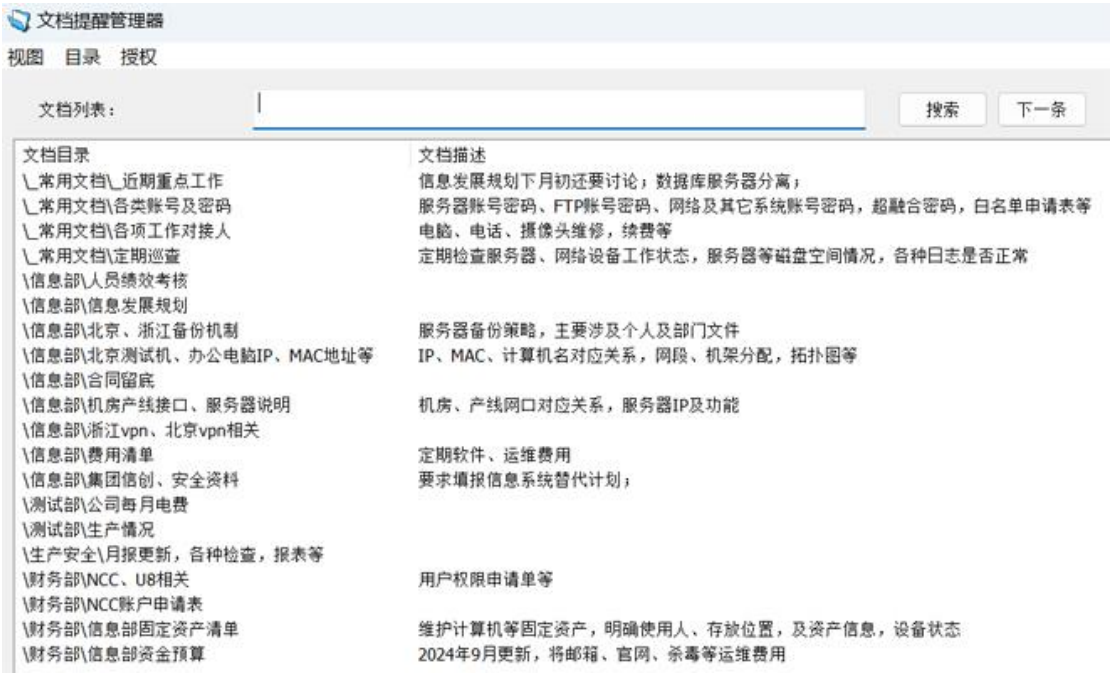 文档提醒管理器
视图 目录 授权
文档列表： 搜索 下一条
文档目录 文档描述
\_常用文档\_近期重点工作 信息发展规划下月初还要讨论；数据库服务器分离；
\_常用文档\各类账号及密码 服务器账号密码、FTP账号密码、网络及其它系统账号密码，超融合密码，白名单申请表等
\_常用文档\各项工作对接人 电脑、电话、摄像头维修，续费等
\_常用文档\定期巡查 定期检查服务器、网络设备工作状态，服务器等磁盘空间情况，各种日志是否正常
\信息部\人员绩效考核
\信息部\信息发展规划
\信息部\北京、浙江备份机制 服务器备份策略，主要涉及个人及部门文件
\信息部\北京测试机、办公电脑IP、MAC地址等 IP、MAC、计算机名对应关系，网段、机架分配，拓扑图等
\信息部\合同留底
\信息部\机房产线接口、服务器说明 机房、产线网口对应关系，服务器IP及功能
\信息部\浙江vpn、北京vpn相关
\信息部\费用清单 定期软件、运维费用
\信息部\集团信创、安全资料 要求填报信息系统替代计划；
\测试部\公司每月电费
\测试部\生产情况
\生产安全\月报更新，各种检查，报表等
\财务部\NCC、U8相关 用户权限申请单等
\财务部\NCC账户申请表
\财务部\信息部固定资产清单 维护计算机等固定资产，明确使用人、存放位置，及资产信息，设备状态
\财务部\信息部资金预算 2024年9月更新，将邮箱、官网、杀毒等运维费用